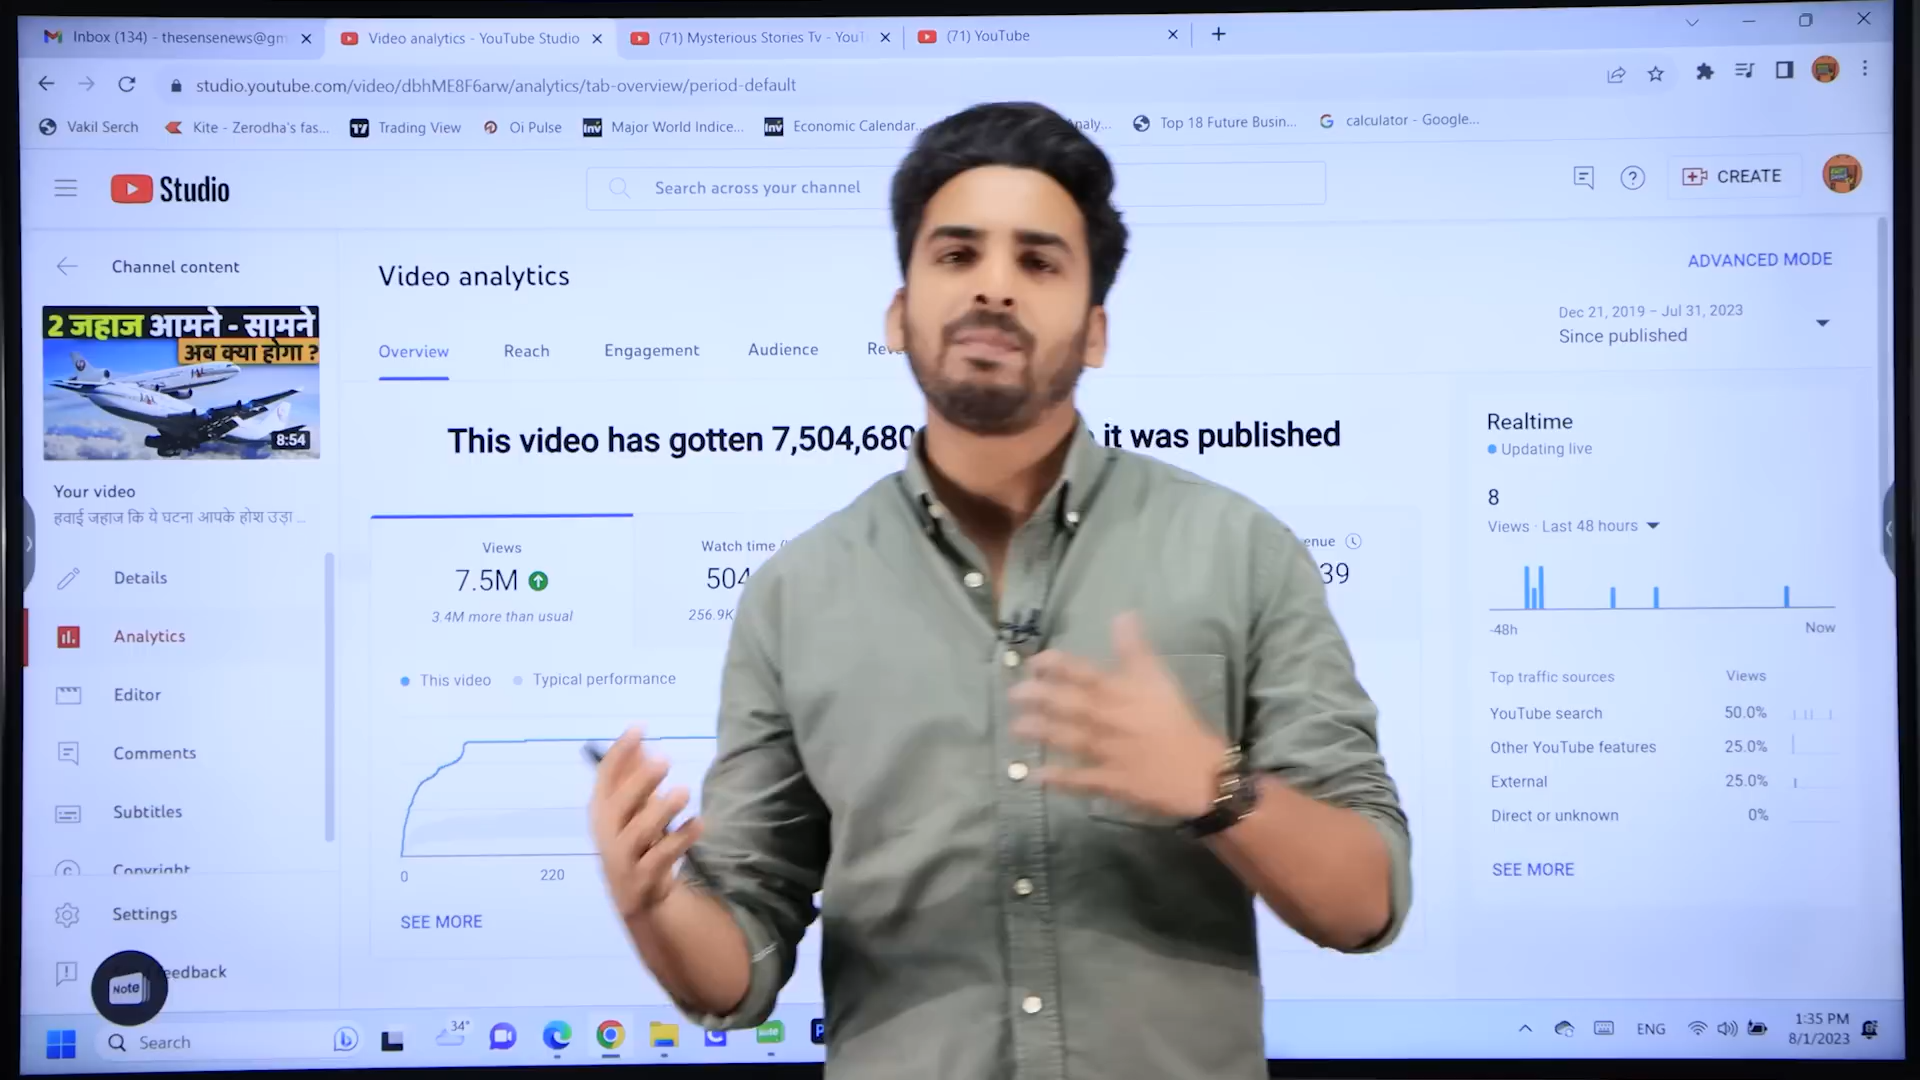 Inbox (134) - thesensenews@gm
Video analytics - YouTube Studio
(71) Mysterious Stories Tv - YouT
(71) YouTube
studio.youtube.com/video/dbhME8F6arw/analytics/tab-overview/period-default
Vakil Serch
Kite - Zerodha's fas...
Trading View
Oi Pulse
Major World Indice...
Economic Calendar...
Top 18 Future Busin...
calculator - Google...
Studio
Search across your channel
CREATE
Channel content
Video analytics
ADVANCED MODE
Dec 21, 2019 – Jul 31, 2023
Since published
2 जहाज आमने - सामने
अब क्या होगा ?
8:54
Overview
Reach
Engagement
Audience
This video has gotten 7,504,680
it was published
Your video
हवाई जहाज कि ये घटना आपके होश उड़ा ...
Details
Analytics
Editor
Comments
Subtitles
Copyright
Settings
feedback
Note
Views
7.5M
3.4M more than usual
Watch time
504
256.9K
39
This video
Typical performance
0
220
SEE MORE
Realtime
Updating live
8
Views · Last 48 hours
-48h
Now
Top traffic sources
Views
YouTube search
50.0%
Other YouTube features
25.0%
External
25.0%
Direct or unknown
0%
SEE MORE
Search
34°
ENG
1:35 PM
8/1/2023